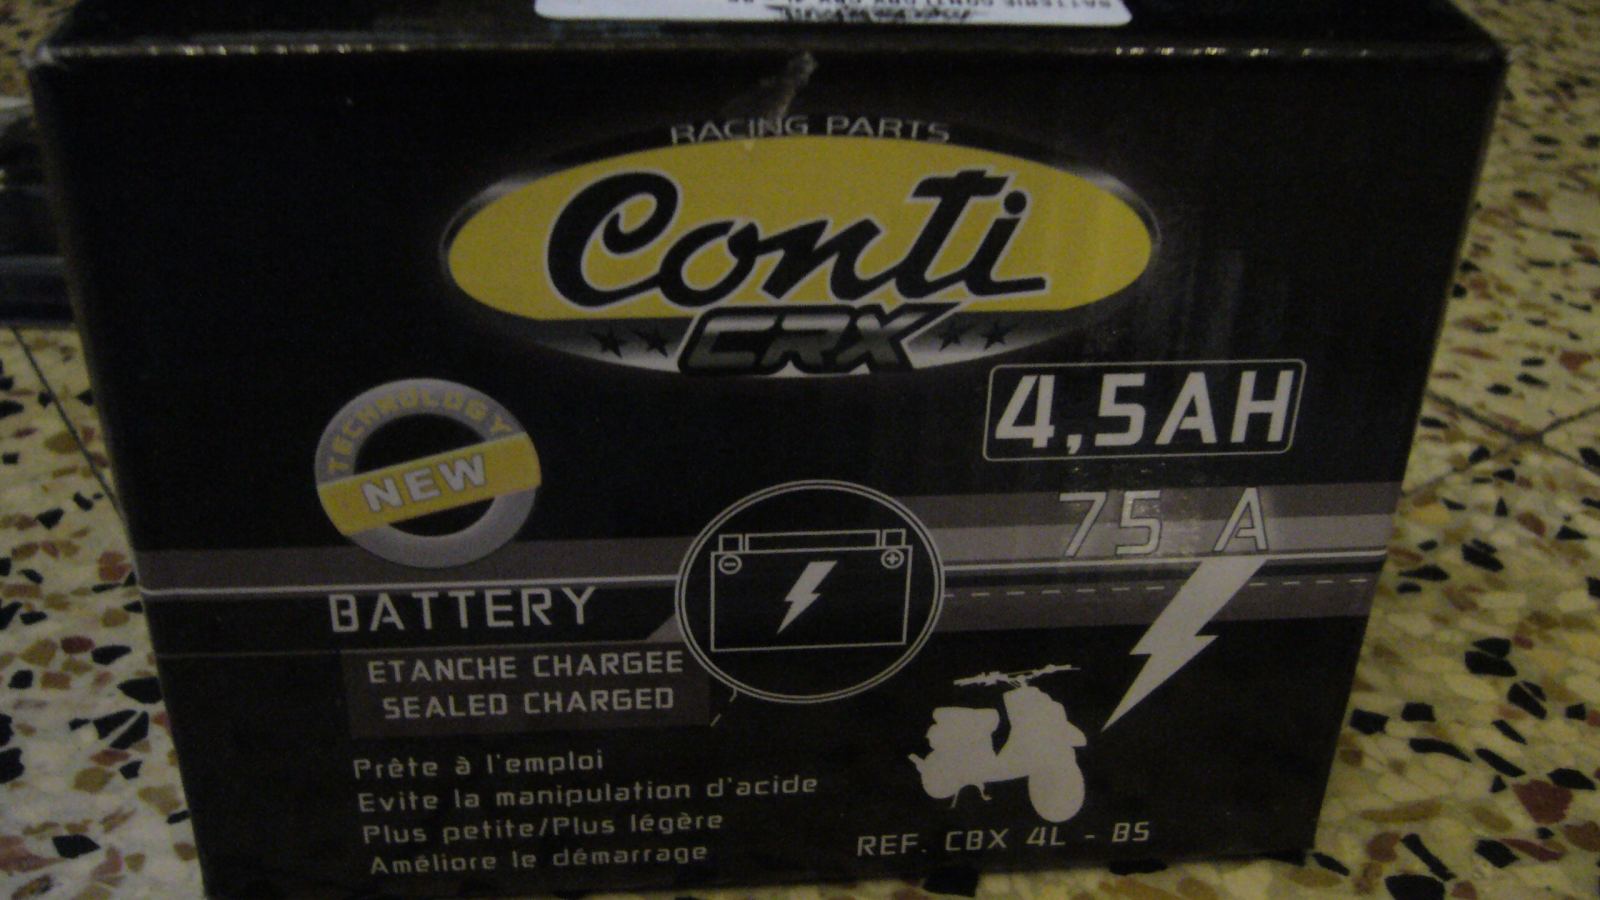 RACING PARTS
Conti
CRX
4,5AH
TECHNOLOGY
NEW
75 A
BATTERY
ETANCHE CHARGEE
SEALED CHARGED
Prête à l'emploi
Evite la manipulation d'acide
Plus petite/Plus légère
Améliore le démarrage
REF. CBX 4L - BS